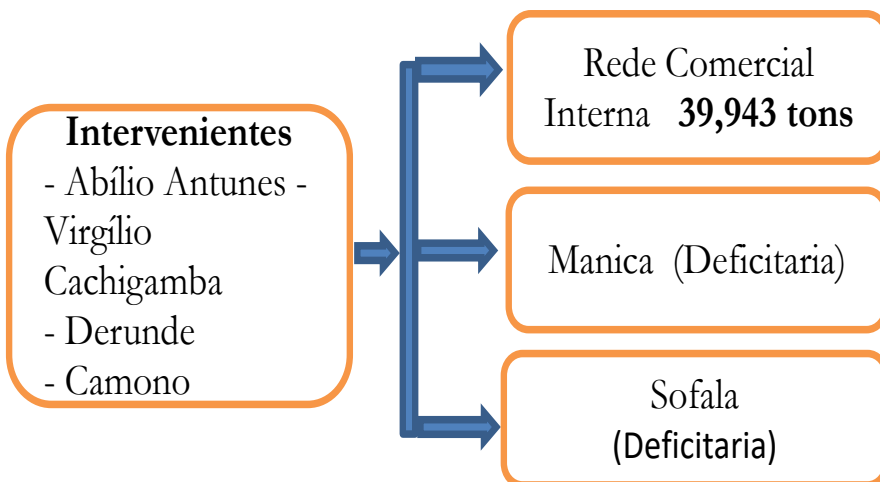 Intervenientes
- Abílio Antunes -
Virgílio
Cachigamba
- Derunde
- Camono
Rede Comercial
Interna 39,943 tons
Manica (Deficitaria)
Sofala
(Deficitaria)